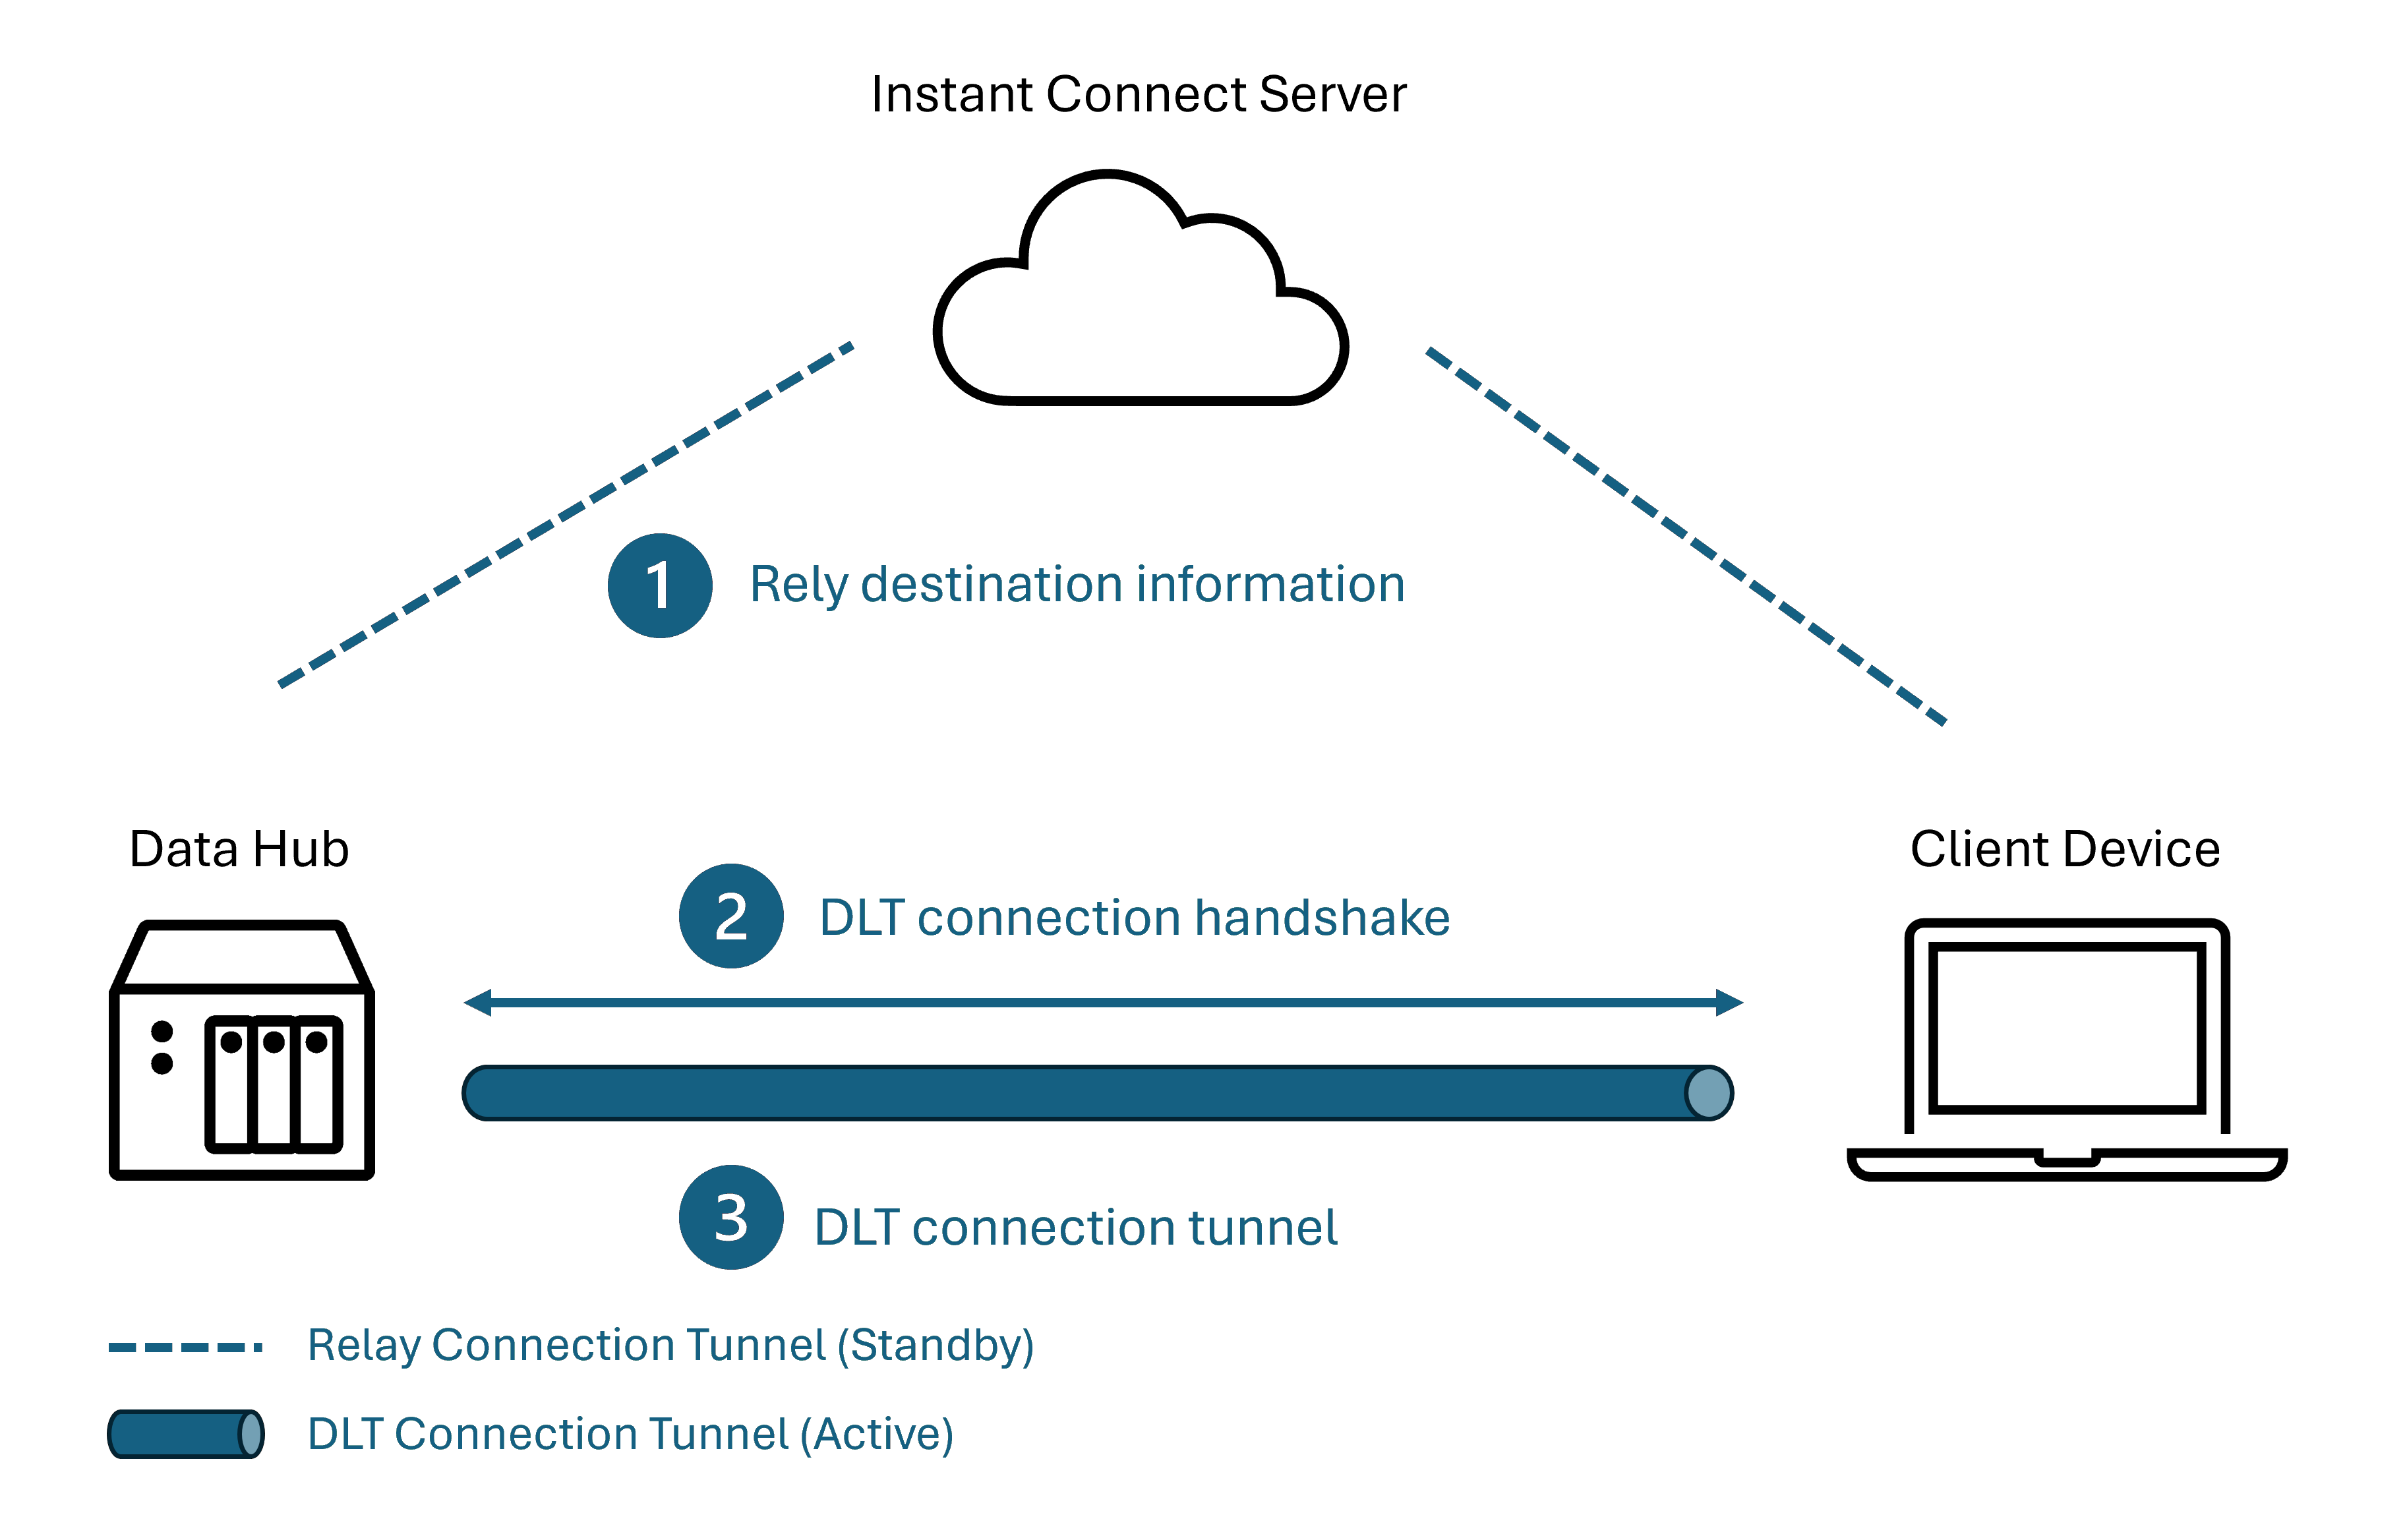 Instant Connect Server
1 Rely destination information
Data Hub
Client Device
2 DLT connection handshake
3 DLT connection tunnel
Relay Connection Tunnel (Standby)
DLT Connection Tunnel (Active)